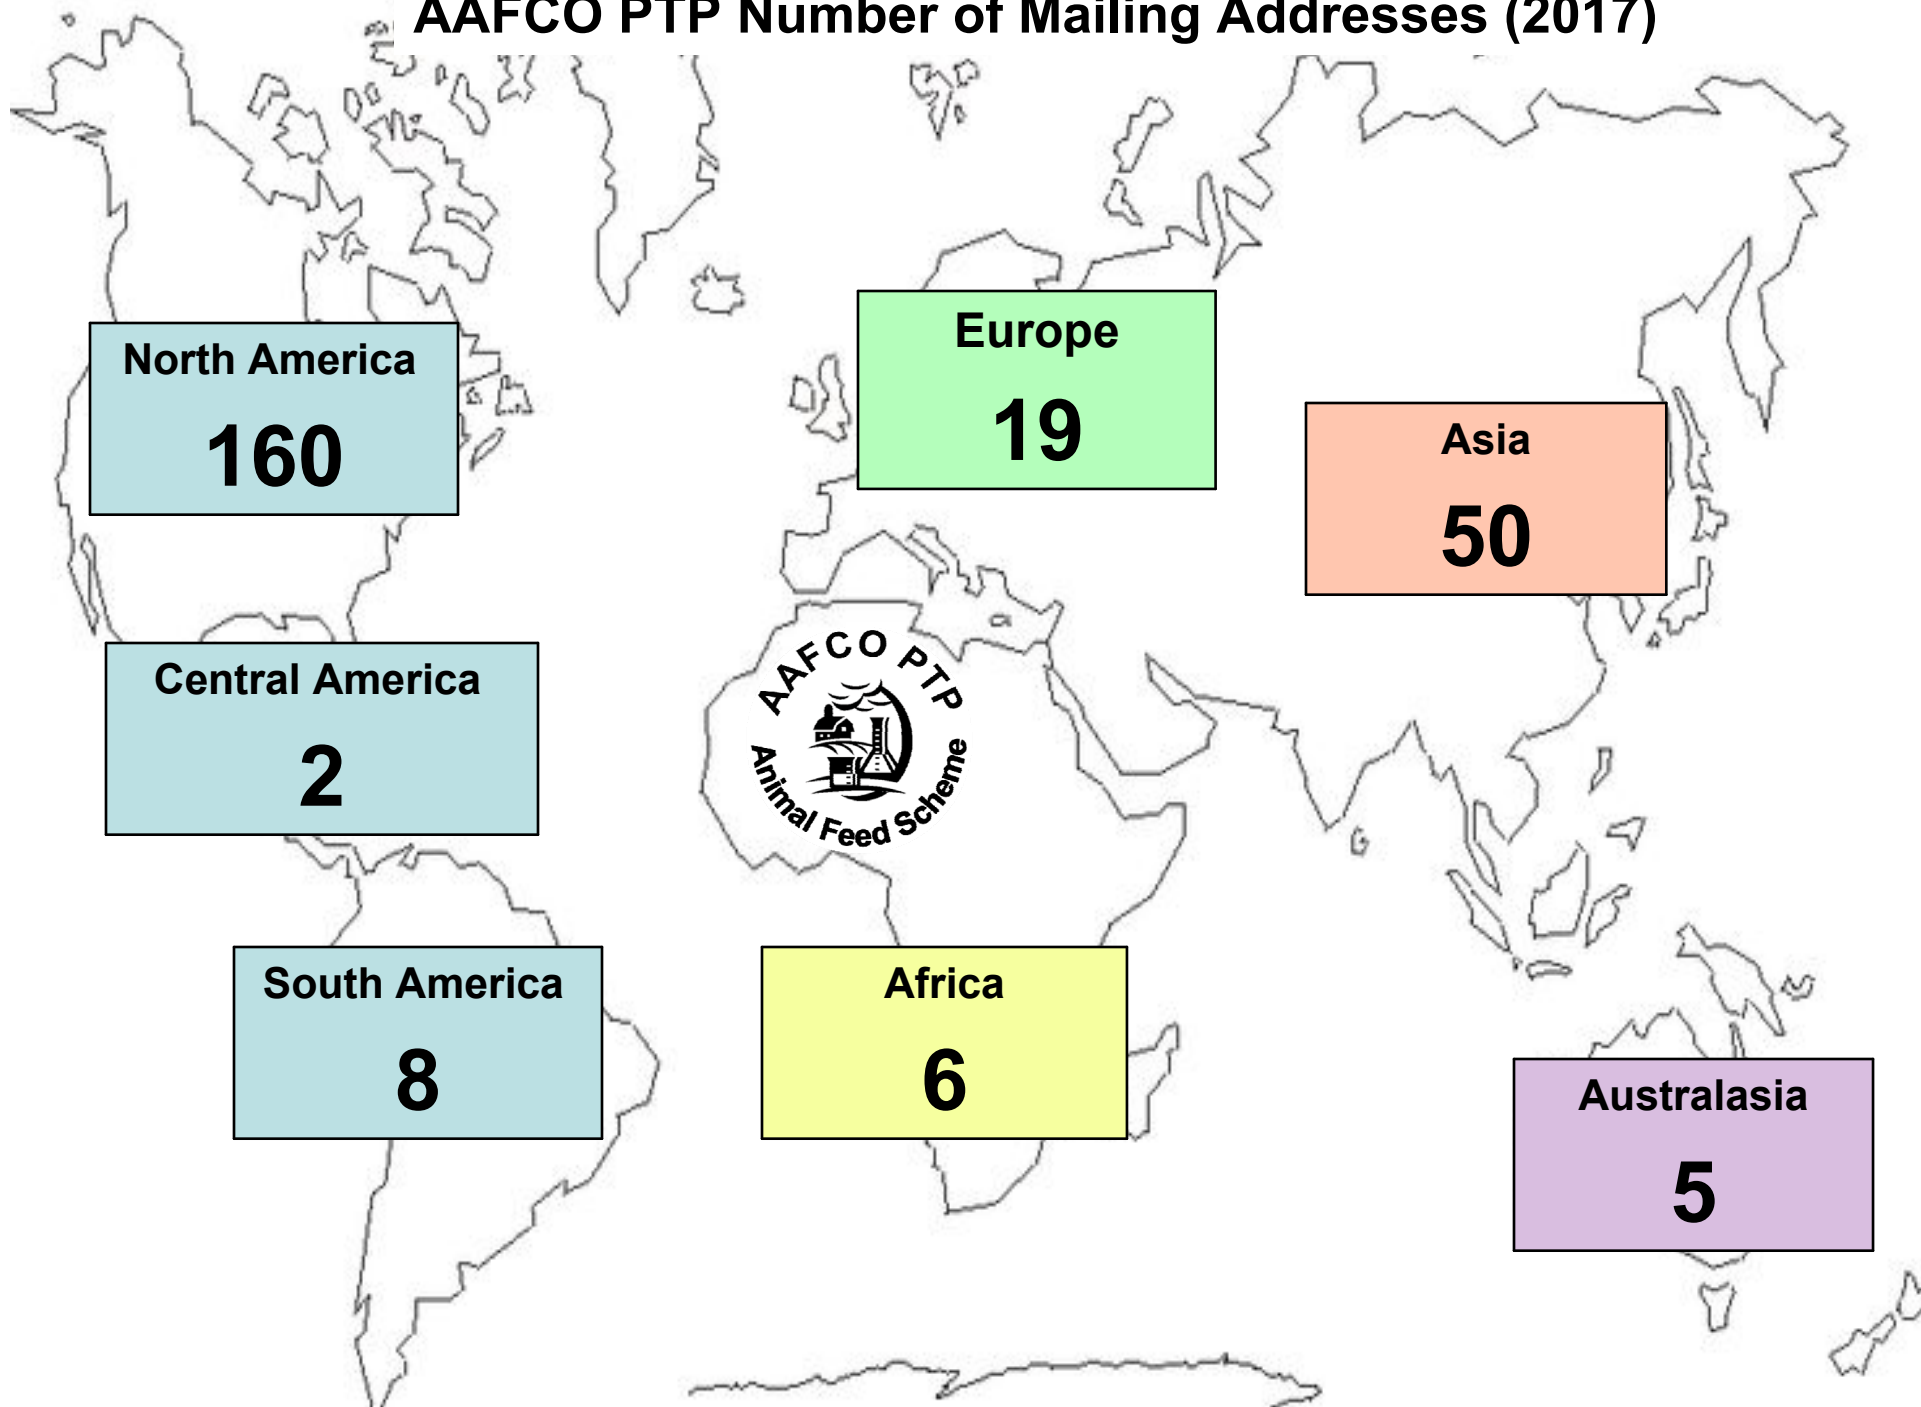 AAFCO PTP Number of Mailing Addresses (2017)
North America
160
Europe
19
Asia
50
Central America
2
AAFCO PTP
Animal Feed Scheme
South America
8
Africa
6
Australasia
5